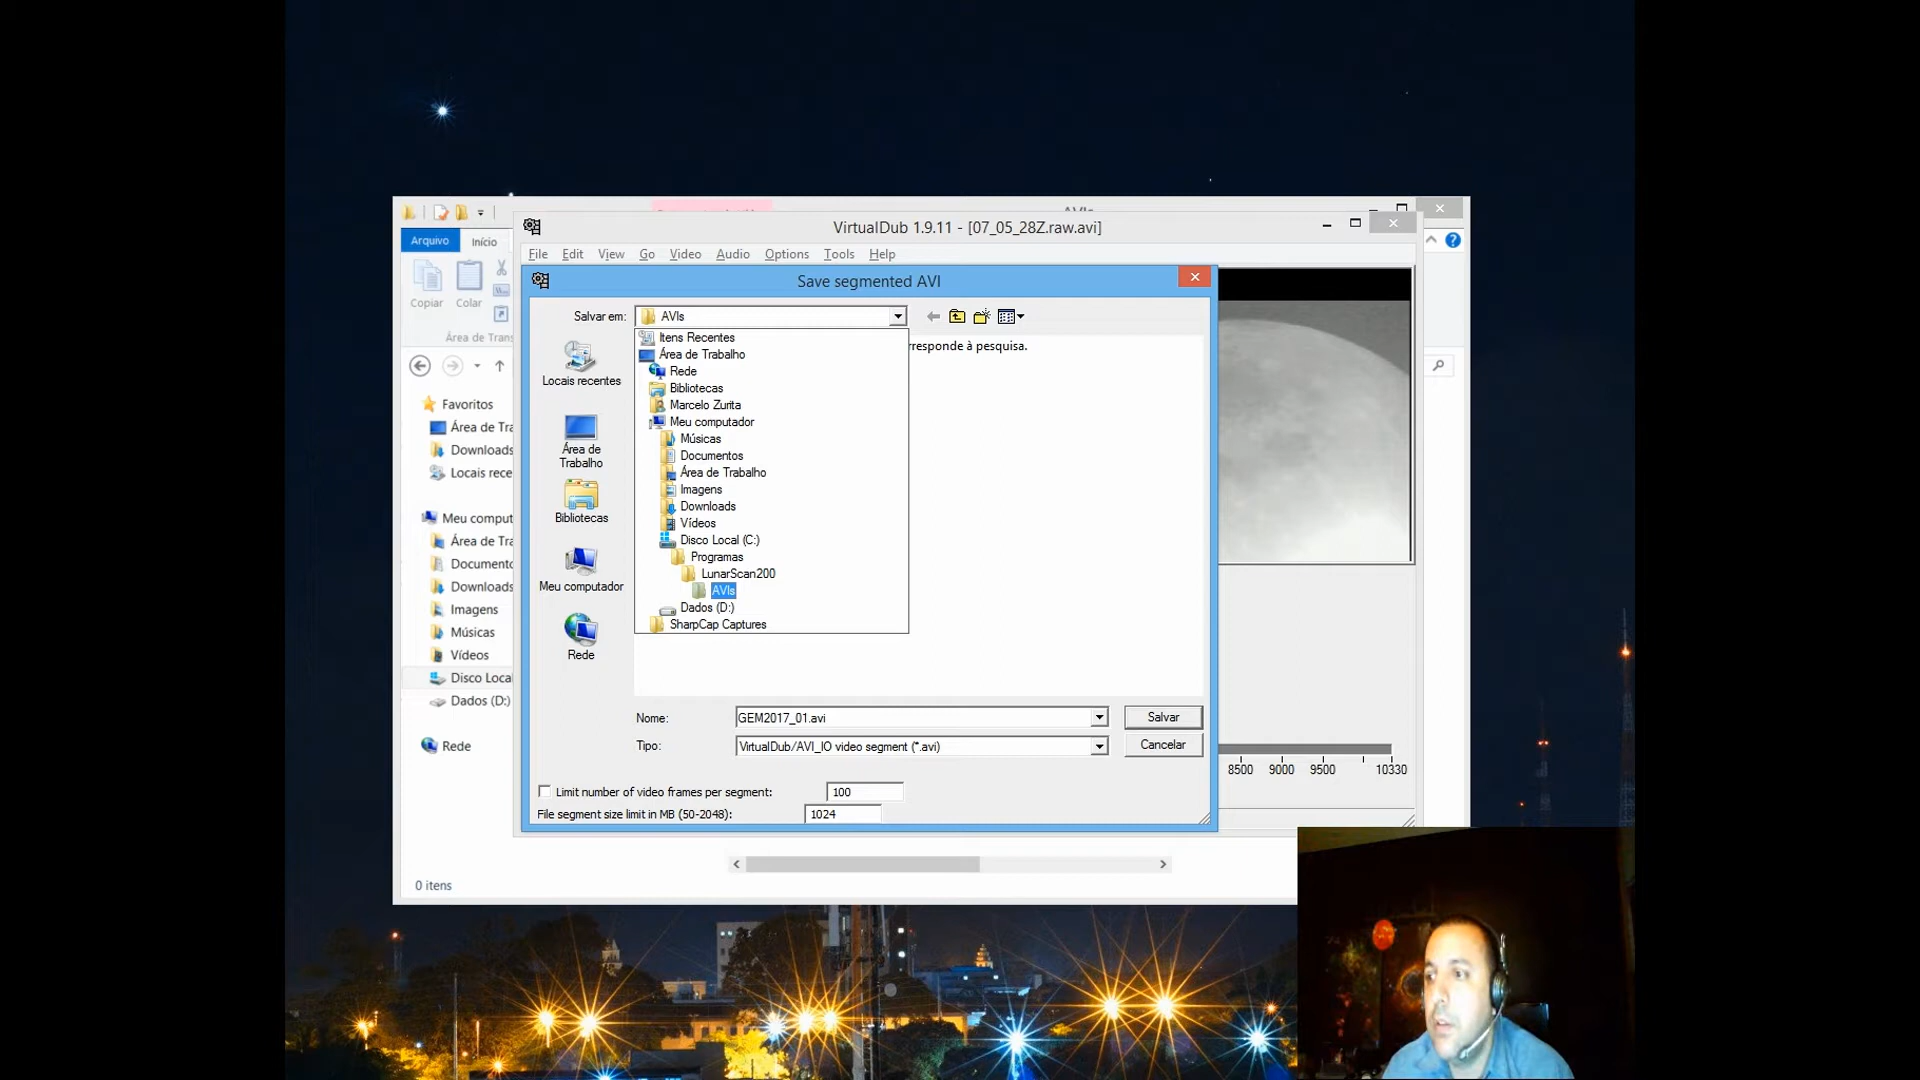 VirtualDub 1.9.11 - [07_05_28Z.raw.avi]
Arquivo
Início
File Edit View Go Video Audio Options Tools Help
Save segmented AVI
Copiar
Colar
Salvar em:
AVIs
Itens Recentes
Área de Trabalho
Rede
Bibliotecas
Marcelo Zurita
Meu computador
Músicas
Documentos
Área de Trabalho
Imagens
Downloads
Vídeos
Disco Local (C:)
Programas
LunarScan200
AVIs
Dados (D:)
SharpCap Captures
rresponde à pesquisa.
Locais recentes
Área de
Trabalho
Bibliotecas
Meu computador
Rede
Área de Trans
Favoritos
Área de Tra
Downloads
Locais rece
Meu comput
Área de Tra
Documento
Downloads
Imagens
Músicas
Vídeos
Disco Loca
Dados (D:)
Rede
Nome:
GEM2017_01.avi
Salvar
Tipo:
VirtualDub/AVI_IO video segment (*.avi)
Cancelar
Limit number of video frames per segment:
100
File segment size limit in MB (50-2048):
1024
8500 9000 9500 10330
0 itens